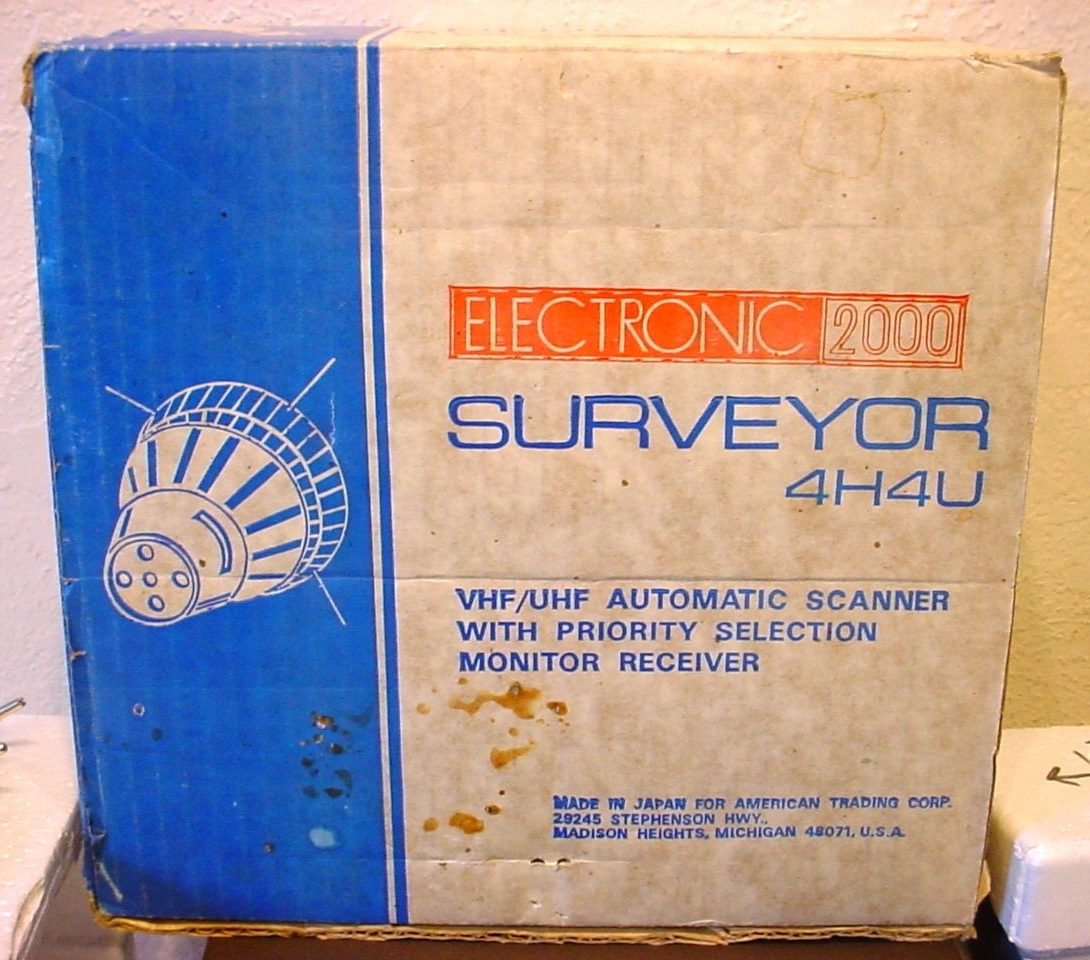 ELECTRONIC 2000
SURVEYOR
4H4U
VHF/UHF AUTOMATIC SCANNER
WITH PRIORITY SELECTION
MONITOR RECEIVER
MADE IN JAPAN FOR AMERICAN TRADING CORP.
29245 STEPHENSON HWY.,
MADISON HEIGHTS, MICHIGAN 48071, U.S.A.